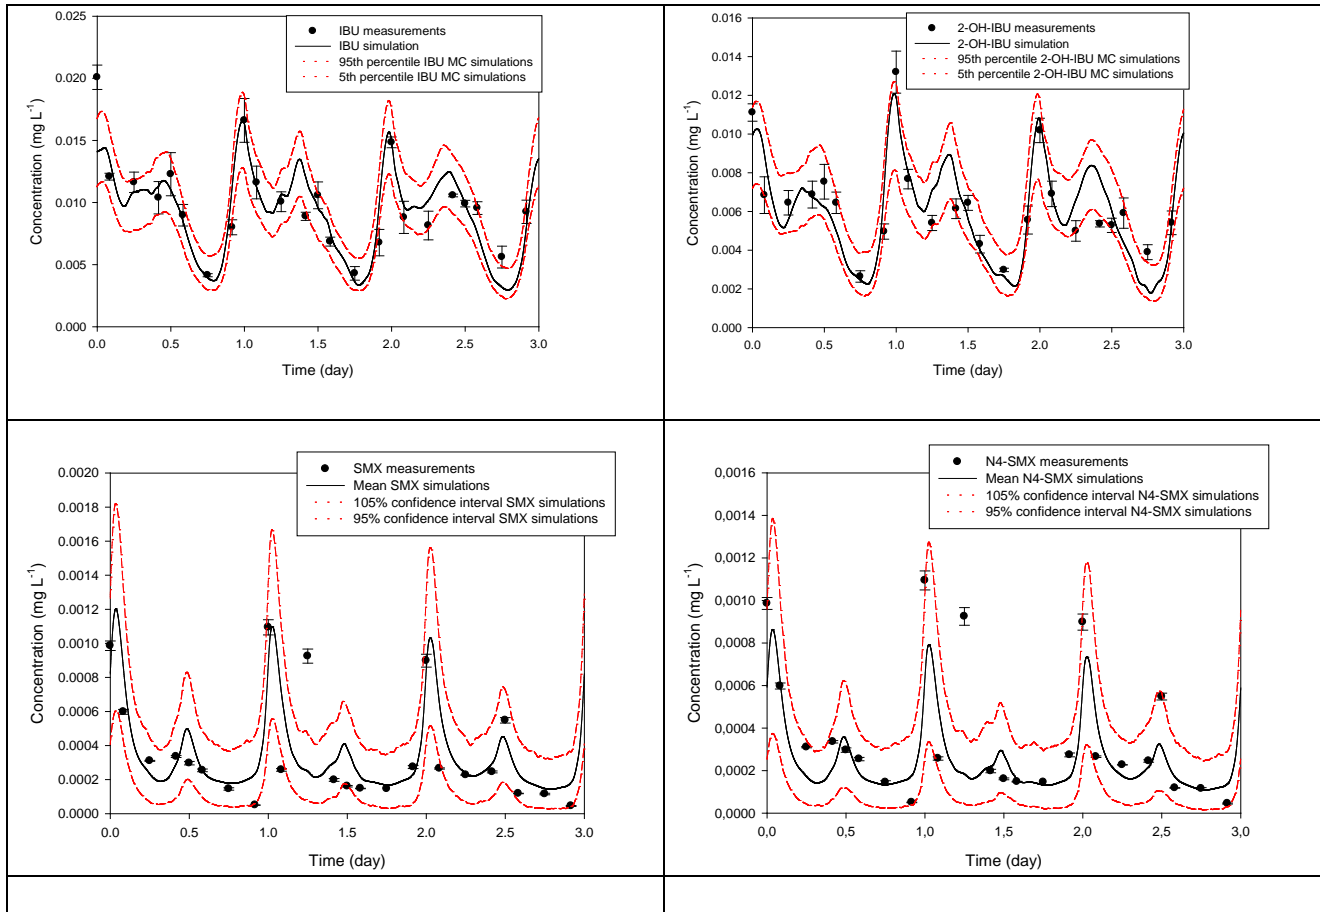 0.025
0.020
0.015
0.010
0.005
0.000
Concentration (mg L-1)
IBU measurements
IBU simulation
95th percentile IBU MC simulations
5th percentile IBU MC simulations
0.0 0.5 1.0 1.5 2.0 2.5 3.0
Time (day)
0.016
0.014
0.012
0.010
0.008
0.006
0.004
0.002
0.000
Concentration (mg L-1)
2-OH-IBU measurements
2-OH-IBU simulation
95th percentile 2-OH-IBU MC simulations
5th percentile 2-OH-IBU MC simulations
0.0 0.5 1.0 1.5 2.0 2.5 3.0
Time (day)
0.0020
0.0018
0.0016
0.0014
0.0012
0.0010
0.0008
0.0006
0.0004
0.0002
0.0000
Concentration (mg L-1)
SMX measurements
Mean SMX simulations
105% confidence interval SMX simulations
95% confidence interval SMX simulations
0.0 0.5 1.0 1.5 2.0 2.5 3.0
Time (day)
0,0016
0,0014
0,0012
0,0010
0,0008
0,0006
0,0004
0,0002
0,0000
Concentration (mg L-1)
N4-SMX measurements
Mean N4-SMX simulations
105% confidence interval N4-SMX simulations
95% confidence interval N4-SMX simulations
0,0 0,5 1,0 1,5 2,0 2,5 3,0
Time (day)